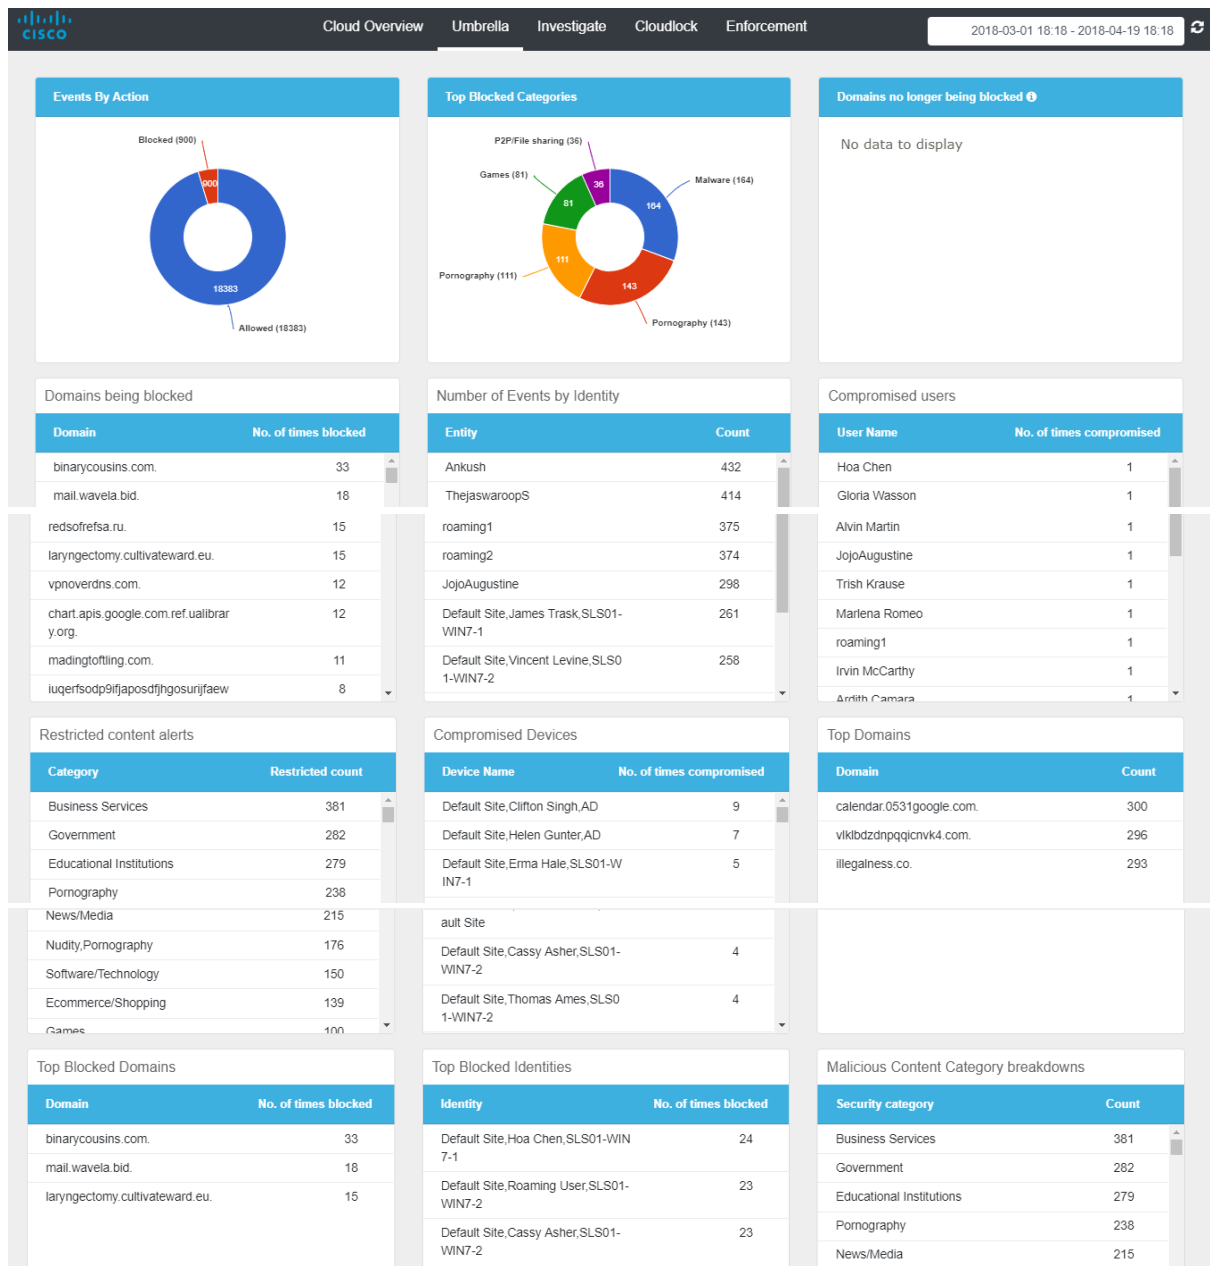 CISCO
Cloud Overview Umbrella Investigate Cloudlock Enforcement
2018-03-01 18:18 - 2018-04-19 18:18
Events By Action
Blocked (900)
900
18383
Allowed (18383)
Top Blocked Categories
P2P/File sharing (36)
Games (81)
Malware (164)
36
81
164
111
143
Pornography (111)
Pornography (143)
Domains no longer being blocked
No data to display
Domains being blocked
Domain No. of times blocked
binarycousins.com. 33
mail.wavela.bid. 18
redsofrefsa.ru. 15
laryngectomy.cultivateward.eu. 15
vpnoverdns.com. 12
chart.apis.google.com.ref.ualibrar 12
y.org.
madingtoftling.com. 11
iuqerfsodp9ifjaposdfjhgosurijfaew 8
Number of Events by Identity
Entity Count
Ankush 432
ThejaswaroopS 414
roaming1 375
roaming2 374
JojoAugustine 298
Default Site,James Trask,SLS01- 261
WIN7-1
Default Site,Vincent Levine,SLS0 258
1-WIN7-2
Compromised users
User Name No. of times compromised
Hoa Chen 1
Gloria Wasson 1
Alvin Martin 1
JojoAugustine 1
Trish Krause 1
Marlena Romeo 1
roaming1 1
Irvin McCarthy 1
Ardith Camara 1
Restricted content alerts
Category Restricted count
Business Services 381
Government 282
Educational Institutions 279
Pornography 238
News/Media 215
Nudity,Pornography 176
Software/Technology 150
Ecommerce/Shopping 139
Games 100
Compromised Devices
Device Name No. of times compromised
Default Site,Clifton Singh,AD 9
Default Site,Helen Gunter,AD 7
Default Site,Erma Hale,SLS01-W 5
IN7-1
ault Site
Default Site,Cassy Asher,SLS01- 4
WIN7-2
Default Site,Thomas Ames,SLS0 4
1-WIN7-2
Top Domains
Domain Count
calendar.0531google.com. 300
vlklbdzdnpqqicnvk4.com. 296
illegalness.co. 293
Top Blocked Domains
Domain No. of times blocked
binarycousins.com. 33
mail.wavela.bid. 18
laryngectomy.cultivateward.eu. 15
Top Blocked Identities
Identity No. of times blocked
Default Site,Hoa Chen,SLS01-WIN 24
7-1
Default Site,Roaming User,SLS01- 23
WIN7-2
Default Site,Cassy Asher,SLS01- 23
WIN7-2
Malicious Content Category breakdowns
Security category Count
Business Services 381
Government 282
Educational Institutions 279
Pornography 238
News/Media 215